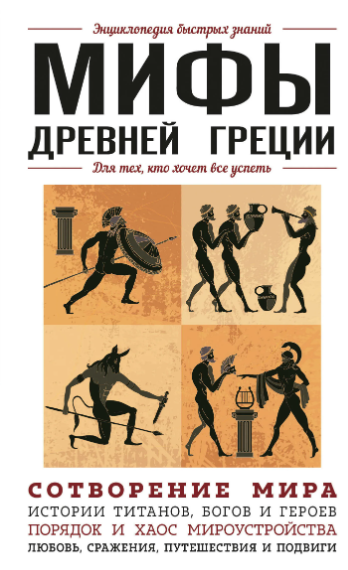 Энциклопедия быстрых знаний
МИФЫ
ДРЕВНЕЙ ГРЕЦИИ
Для тех, кто хочет все успеть
СОТВОРЕНИЕ МИРА
ИСТОРИИ ТИТАНОВ, БОГОВ И ГЕРОЕВ
ПОРЯДОК И ХАОС МИРОУСТРОЙСТВА
ЛЮБОВЬ, СРАЖЕНИЯ, ПУТЕШЕСТВИЯ И ПОДВИГИ